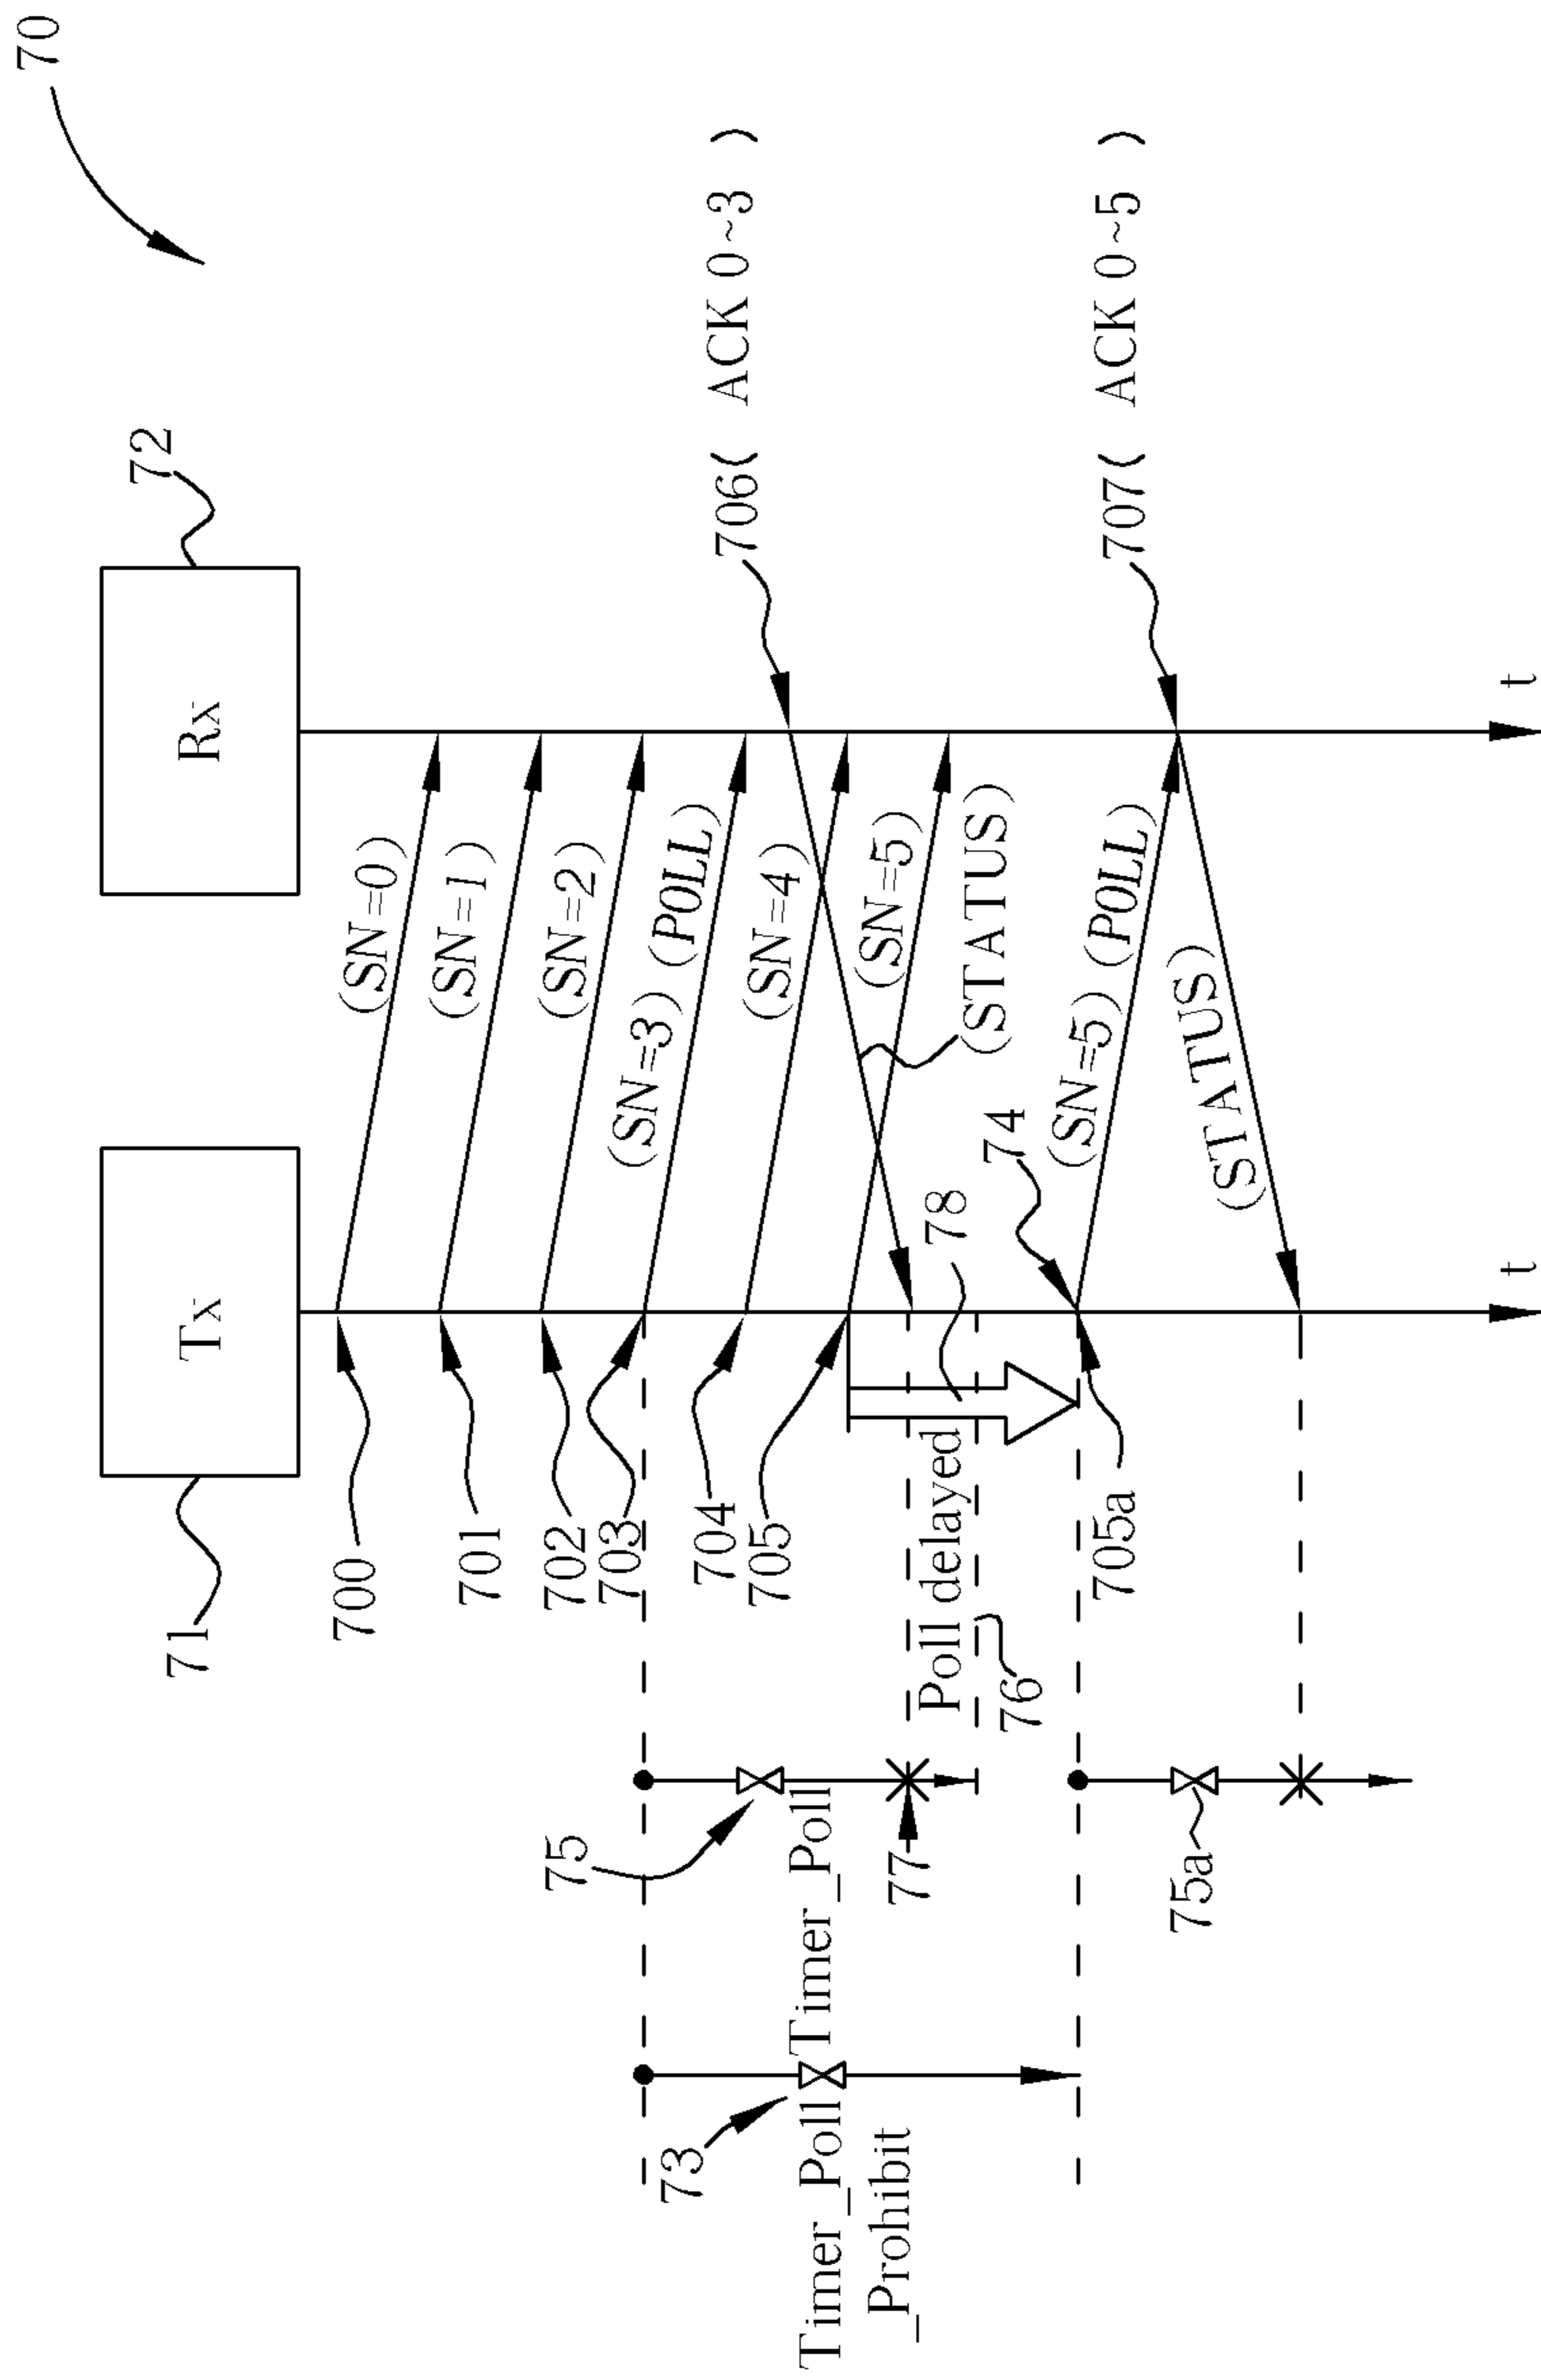 70
72
Rx
Tx
71
(SN=0)
(SN=1)
(SN=2)
(SN=3) (POLL)
(SN=4)
(SN=5)
(STATUS)
706( ACK 0~3 )
(SN=5) (POLL)
(STATUS)
707( ACK 0~5 )
74
78
700
701
702
703
704
705
Poll delayed
76
705a
75
Timer_Poll
77
75a
73
Timer_Poll
_Prohibit
t
t